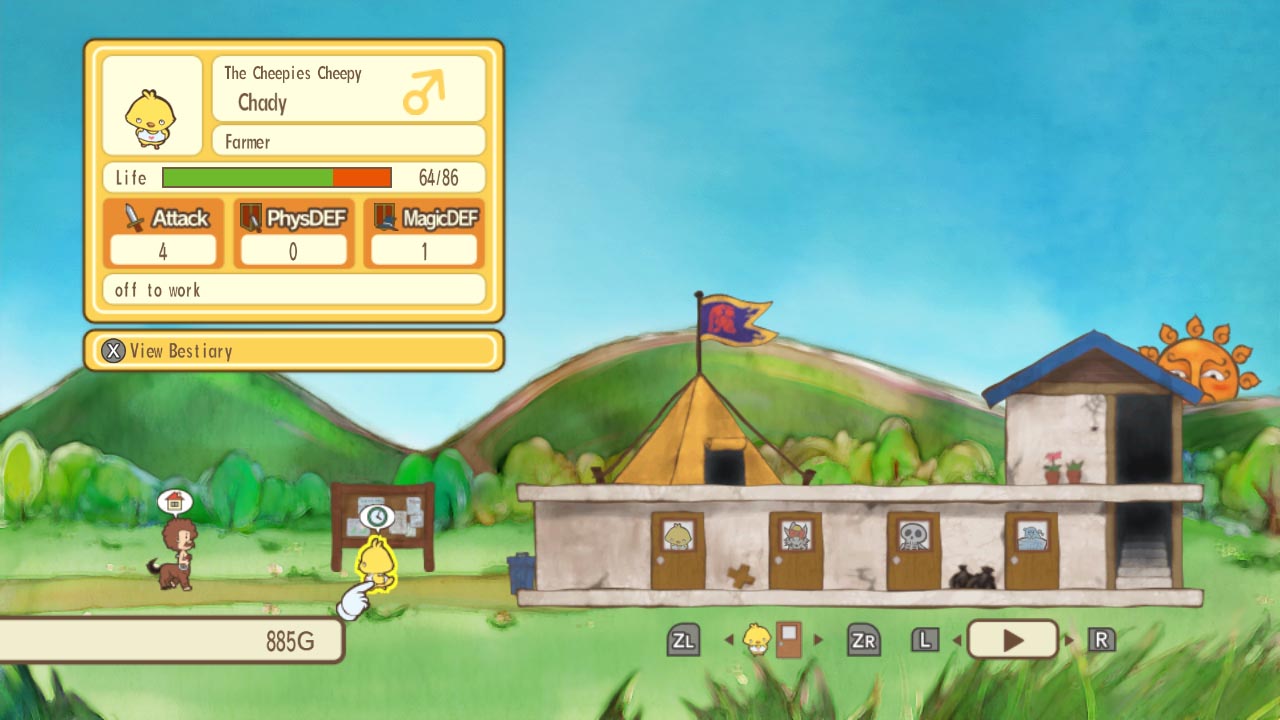 The Cheepies Cheepy
Chady
Farmer
Life 64/86
Attack PhysDEF MagicDEF
4 0 1
off to work
X View Bestiary
885G
ZL ZR L R